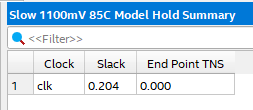 Slow 1100mV 85C Model Hold Summary
<<Filter>>
Clock Slack End Point TNS
1 clk 0.204 0.000